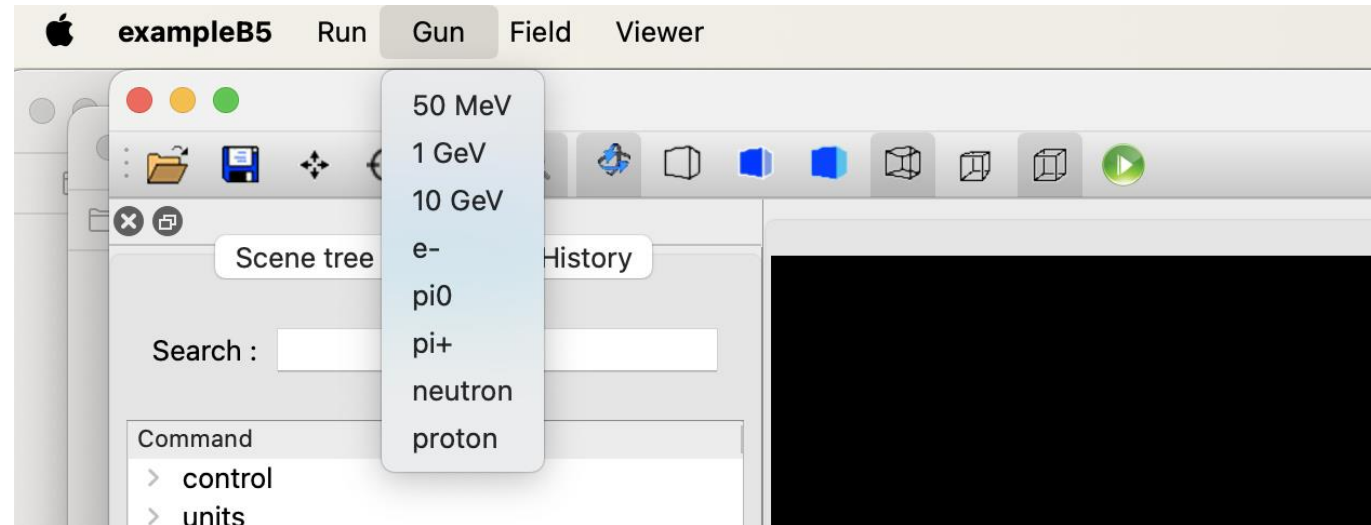 exampleB5 Run Gun Field Viewer
50 MeV
1 GeV
10 GeV
e-
pi0
pi+
neutron
proton
Scene tree History
Search :
Command
control
units